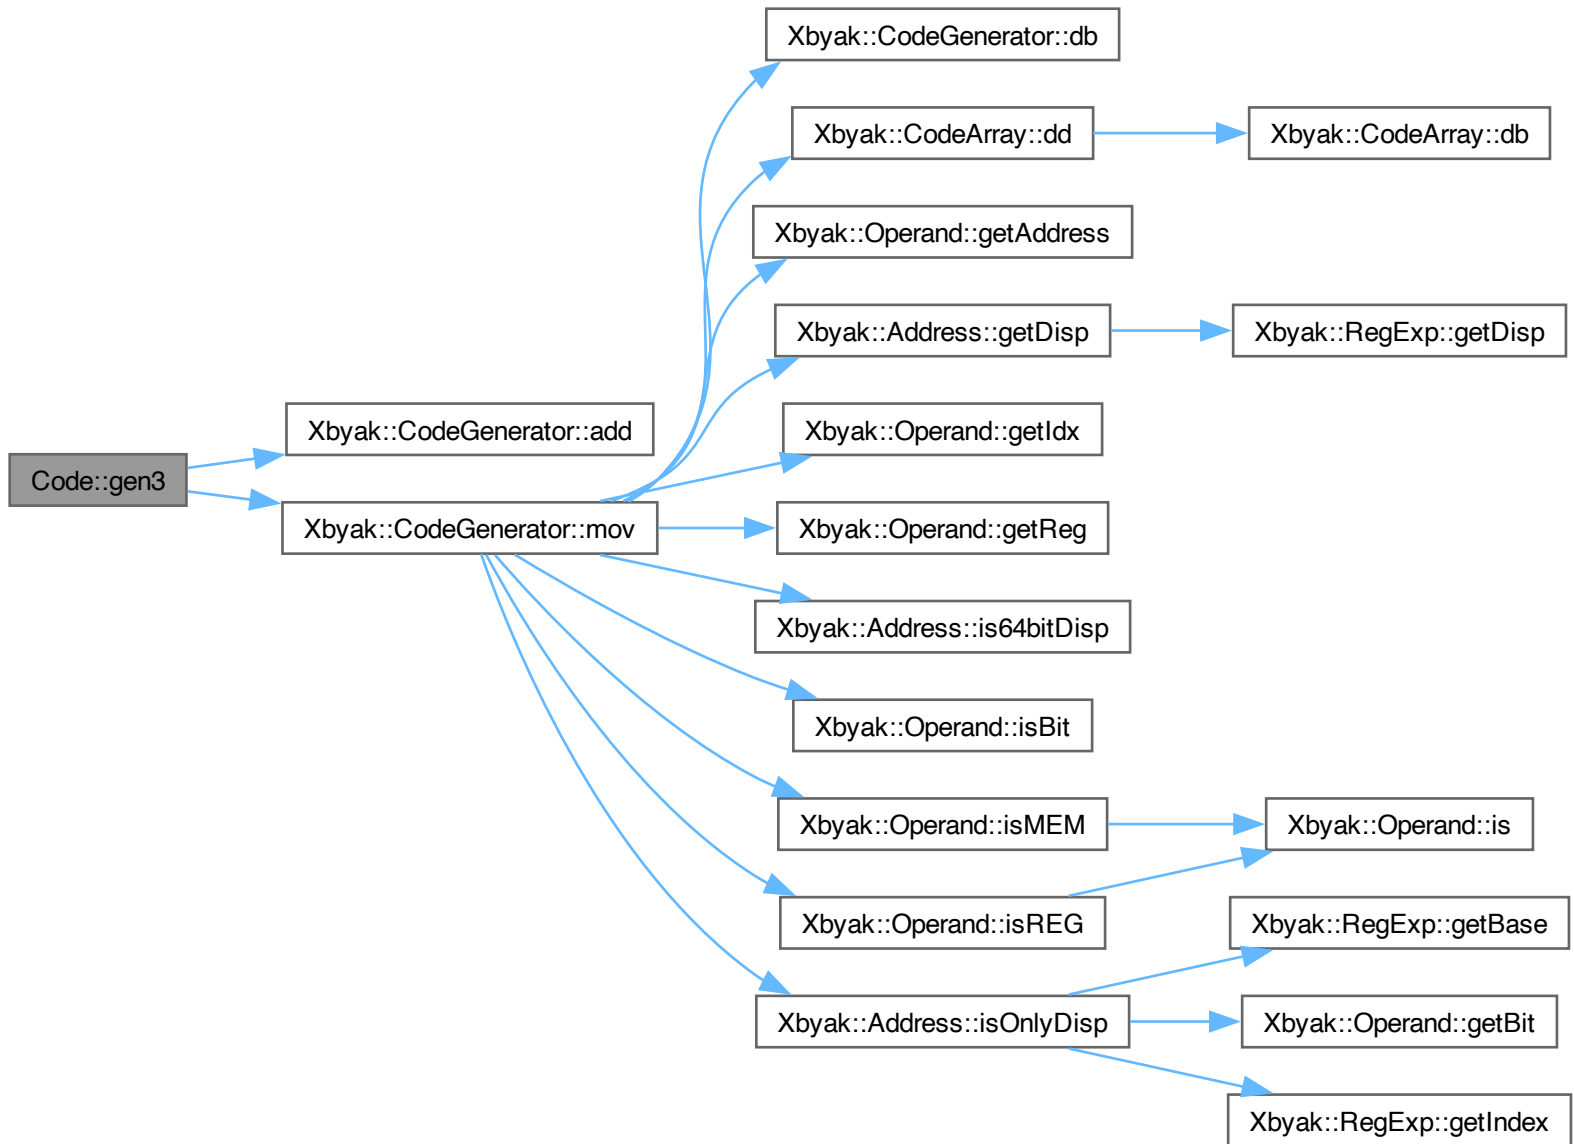 Xbyak::CodeGenerator::db
Xbyak::CodeArray::dd
Xbyak::CodeArray::db
Xbyak::Operand::getAddress
Xbyak::Address::getDisp
Xbyak::RegExp::getDisp
Xbyak::CodeGenerator::add
Xbyak::Operand::getIdx
Code::gen3
Xbyak::CodeGenerator::mov
Xbyak::Operand::getReg
Xbyak::Address::is64bitDisp
Xbyak::Operand::isBit
Xbyak::Operand::isMEM
Xbyak::Operand::is
Xbyak::Operand::isREG
Xbyak::RegExp::getBase
Xbyak::Address::isOnlyDisp
Xbyak::Operand::getBit
Xbyak::RegExp::getIndex